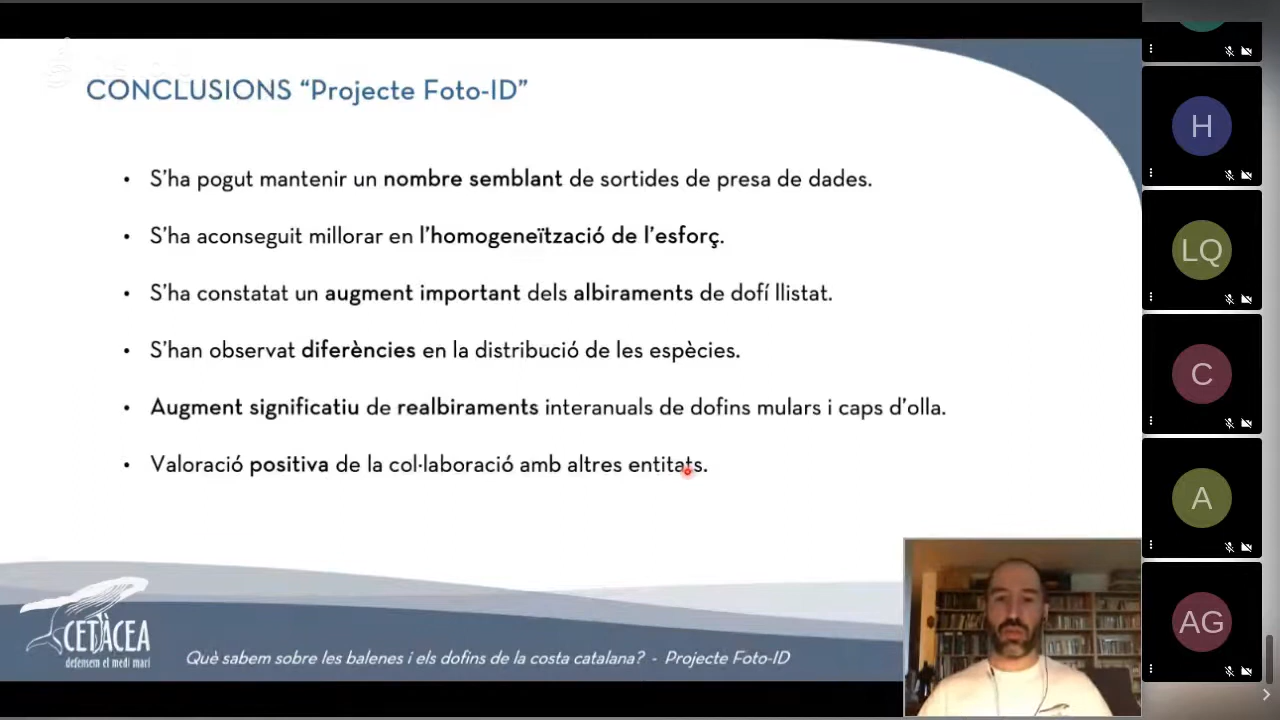 CONCLUSIONS “Projecte Foto-ID”
• S’ha pogut mantenir un nombre semblant de sortides de presa de dades.
• S’ha aconseguit millorar en l’homogeneïtzació de l’esforç.
• S’ha constatat un augment important dels albiraments de dofí llistat.
• S’han observat diferències en la distribució de les espècies.
• Augment significatiu de realbiraments interanuals de dofins mulars i caps d’olla.
• Valoració positiva de la col·laboració amb altres entitats.
CETÀCEA
defensem el medi marí
Què sabem sobre les balenes i els dofins de la costa catalana? - Projecte Foto-ID
H
LQ
C
A
AG